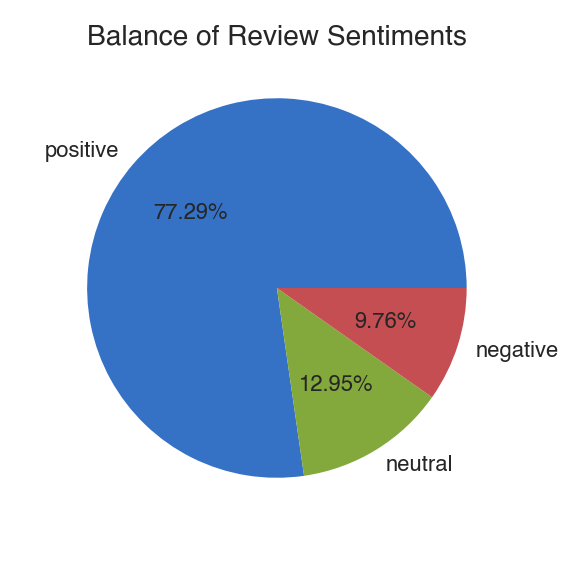 Balance of Review Sentiments
positive
77.29%
9.76%
negative
12.95%
neutral